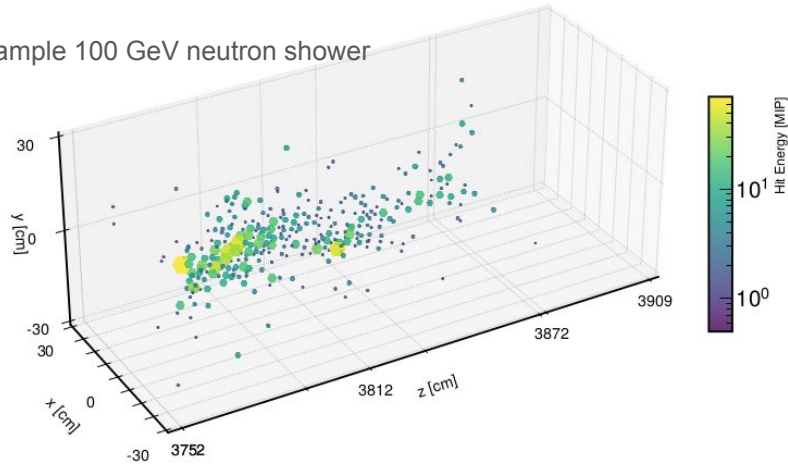 ample 100 GeV neutron shower
30
0
-30
y [cm]
30
0
-30
x [cm]
3752
3812
3872
3909
z [cm]
10¹
10⁰
Hit Energy [MIP]